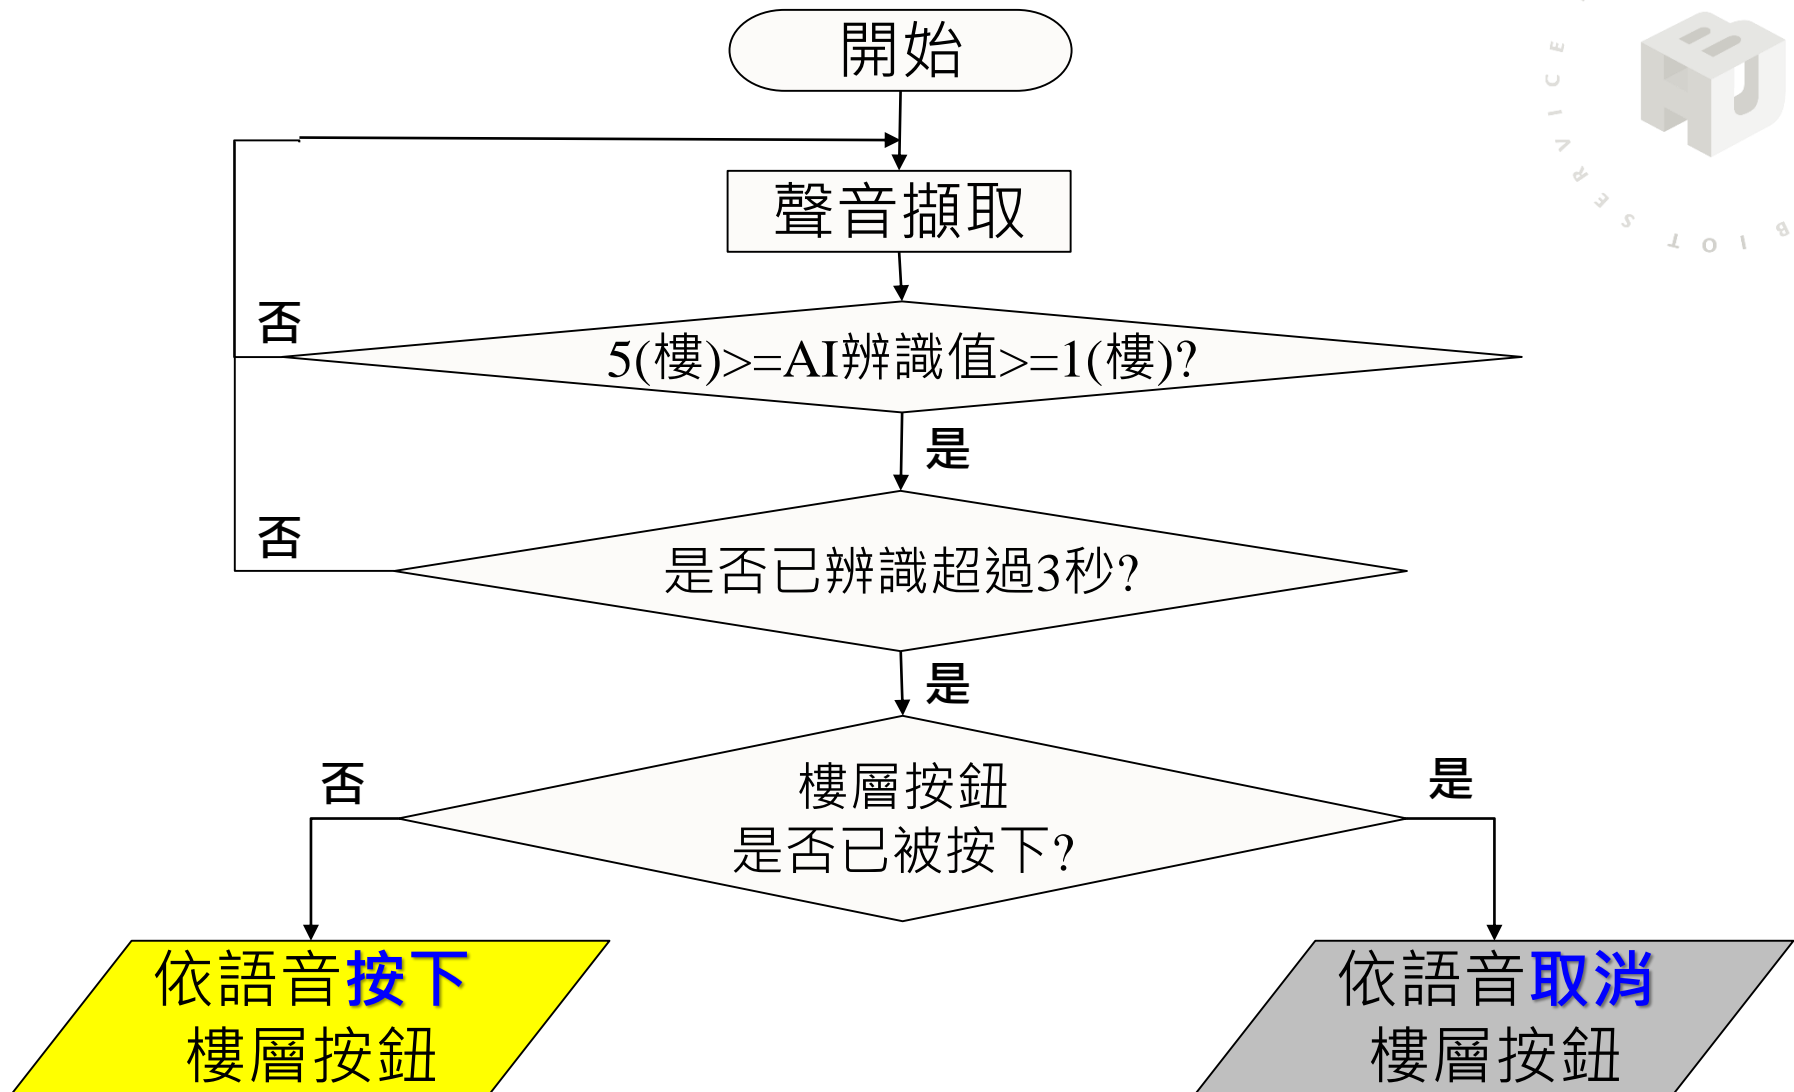 開始
聲音擷取
否
5(樓)>=AI辨識值>=1(樓)?
是
否
是否已辨識超過3秒?
是
樓層按鈕
是否已被按下?
否
是
依語音按下
樓層按鈕
依語音取消
樓層按鈕
BIOT SERVICE